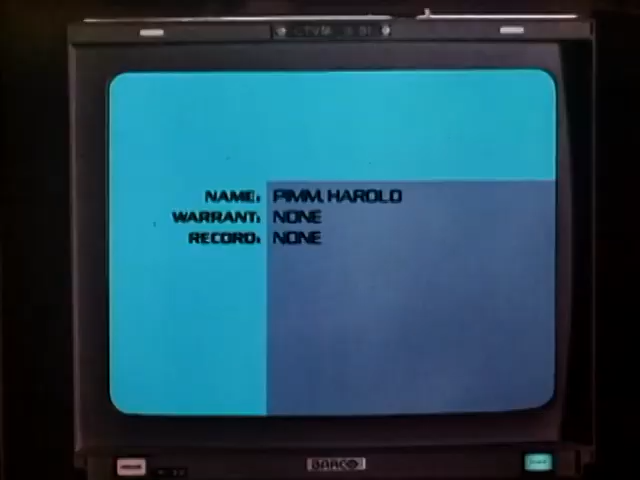 NAME: PIMM, HAROLD
WARRANT: NONE
RECORD: NONE
BARCO